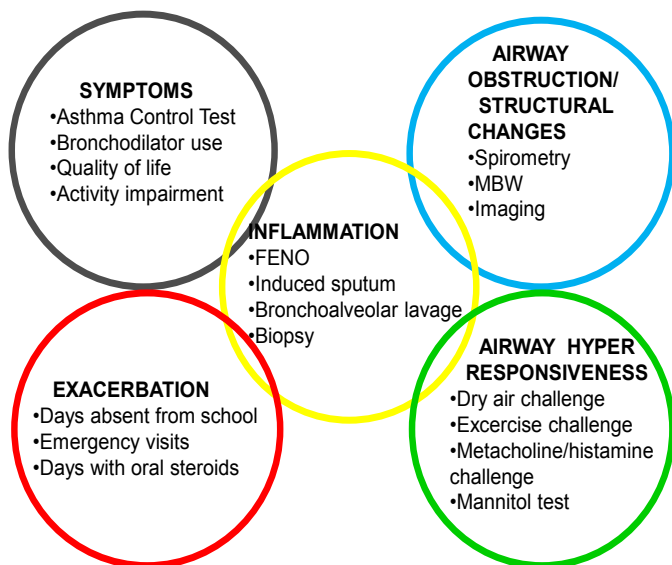 SYMPTOMS
•Asthma Control Test
•Bronchodilator use
•Quality of life
•Activity impairment
AIRWAY
OBSTRUCTION/
STRUCTURAL
CHANGES
•Spirometry
•MBW
•Imaging
INFLAMMATION
•FENO
•Induced sputum
•Bronchoalveolar lavage
•Biopsy
EXACERBATION
•Days absent from school
•Emergency visits
•Days with oral steroids
AIRWAY HYPER
RESPONSIVENESS
•Dry air challenge
•Excercise challenge
•Metacholine/histamine
challenge
•Mannitol test